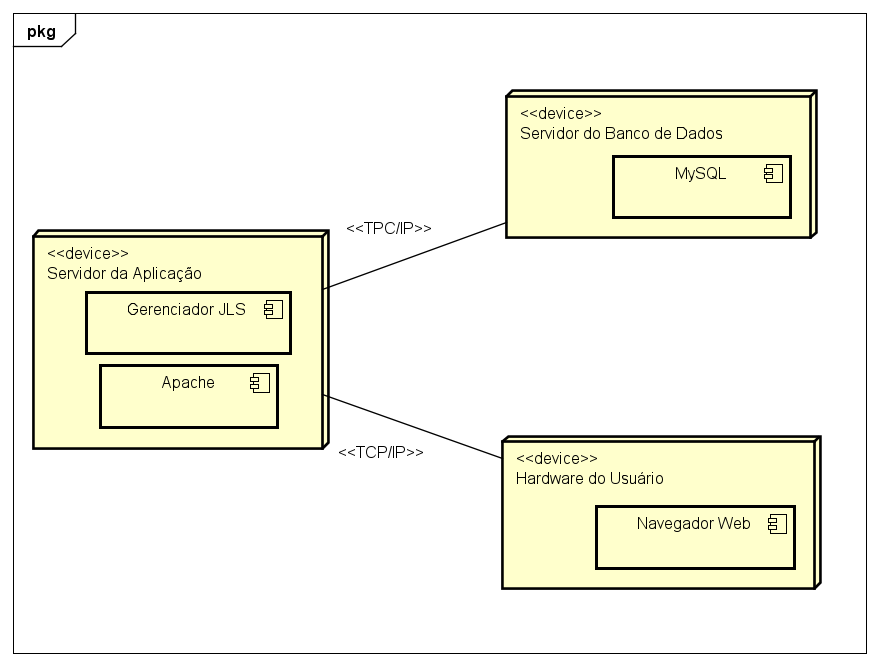 pkg
<<device>>
Servidor do Banco de Dados
MySQL
<<TPC/IP>>
<<device>>
Servidor da Aplicação
Gerenciador JLS
Apache
<<TCP/IP>>
<<device>>
Hardware do Usuário
Navegador Web